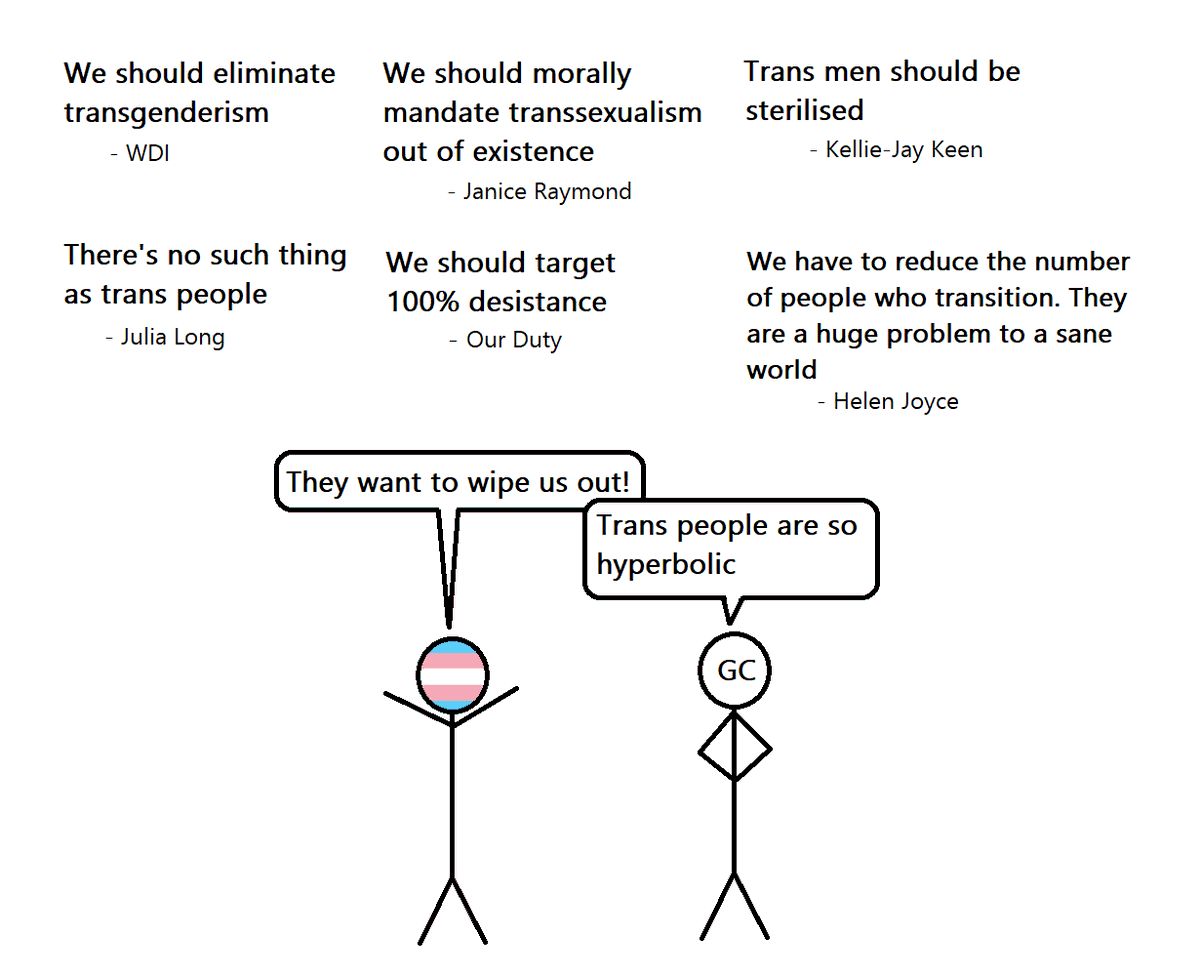 We should eliminate
transgenderism
- WDI
We should morally
mandate transsexualism
out of existence
- Janice Raymond
Trans men should be
sterilised
- Kellie-Jay Keen
There's no such thing
as trans people
- Julia Long
We should target
100% desistance
- Our Duty
We have to reduce the number
of people who transition. They
are a huge problem to a sane
world
- Helen Joyce
They want to wipe us out!
Trans people are so
hyperbolic
GC